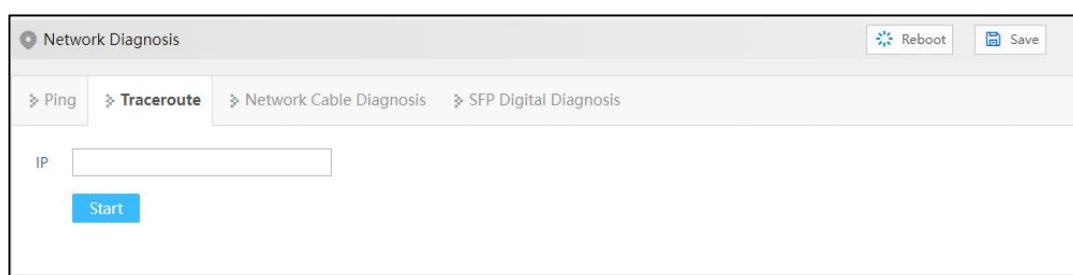 Network Diagnosis Reboot Save
Ping Traceroute Network Cable Diagnosis SFP Digital Diagnosis
IP
Start